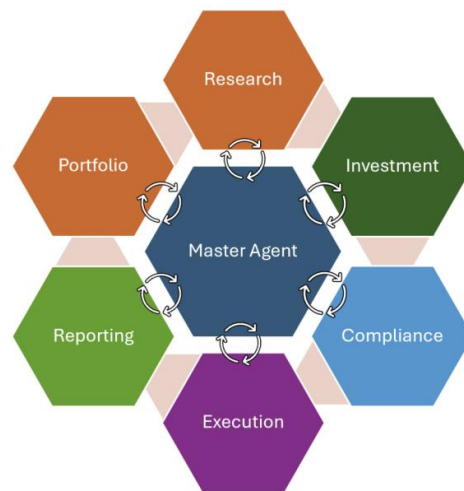 Research
Portfolio
Investment
Master Agent
Reporting
Compliance
Execution